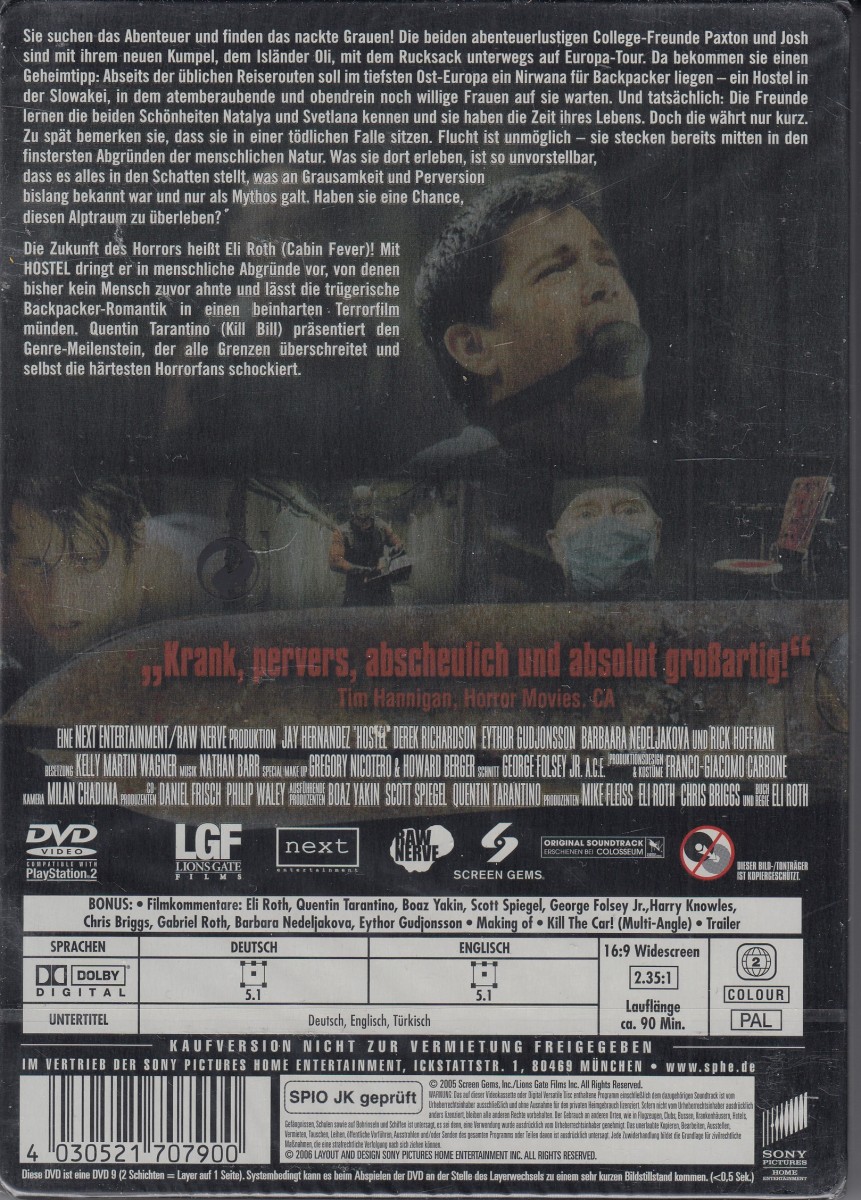 Sie suchen das Abenteuer und finden das nackte Grauen! Die beiden abenteuerlustigen College-Freunde Paxton und Josh
sind mit ihrem neuen Kumpel, dem Isländer Oli, mit dem Rucksack unterwegs auf Europa-Tour. Da bekommen sie einen
Geheimtipp: Abseits der üblichen Reiserouten soll im tiefsten Ost-Europa ein Nirwana für Backpacker liegen – ein Hostel in
der Slowakei, in dem atemberaubende und obendrein noch willige Frauen auf sie warten. Und tatsächlich: Die Freunde
lernen die beiden Schönheiten Natalya und Svetlana kennen und sie haben die Zeit ihres Lebens. Doch die währt nur kurz.
Zu spät bemerken sie, dass sie in einer tödlichen Falle sitzen. Flucht ist unmöglich – sie stecken bereits mitten in den
finstersten Abgründen der menschlichen Natur. Was sie dort erleben, ist so unvorstellbar,
dass es alles in den Schatten stellt, was an Grausamkeit und Perversion
bislang bekannt war und nur als Mythos galt. Haben sie eine Chance,
diesen Alptraum zu überleben?
Die Zukunft des Horrors heißt Eli Roth (Cabin Fever)! Mit
HOSTEL dringt er in menschliche Abgründe vor, von denen
bisher kein Mensch zuvor ahnte und lässt die trügerische
Backpacker-Romantik in einen beinharten Terrorfilm
münden. Quentin Tarantino (Kill Bill) präsentiert den
Genre-Meilenstein, der alle Grenzen überschreitet und
selbst die härtesten Horrorfans schockiert.
„Krank, pervers, abscheulich und absolut großartig!“
Tim Hannigan, Horror Movies, CA
EINE NEXT ENTERTAINMENT/RAW NERVE PRODUKTION JAY HERNANDEZ "HOSTEL" DEREK RICHARDSON EYTHOR GUDJONSSON BARBAARA NEDELJAKOVA UND RICK HOFFMAN
BESETZUNG KELLY MARTIN WAGNER MUSIK NATHAN BARR SPECIAL MAKE UP GREGORY NICOTERO & HOWARD BERGER SCHNITT GEORGE FOLSEY JR. A.C.E. PRODUKTIONSDESIGN & KOSTÜME FRANCO-GIACOMO CARBONE
KAMERA MILAN CHADIMA CO PRODUZENTEN DANIEL FRISCH PHILIP WALEY AUSFÜHRENDE PRODUZENTEN BOAZ YAKIN SCOTT SPIEGEL QUENTIN TARANTINO PRODUZENTEN MIKE FLEISS ELI ROTH CHRIS BRIGGS UND BUCH UND REGIE ELI ROTH
DVD
VIDEO
COMPATIBLE WITH
PlayStation.2
LGF
LIONS GATE
FILMS
next
entertainment
RAW
NERVE
SCREEN GEMS
ORIGINAL SOUNDTRACK
ERSCHIENEN BEI COLOSSEUM
DIESER BILD-/TONTRÄGER
IST KOPIERGESCHÜTZT.
BONUS: • Filmkommentare: Eli Roth, Quentin Tarantino, Boaz Yakin, Scott Spiegel, George Folsey Jr.,Harry Knowles,
Chris Briggs, Gabriel Roth, Barbara Nedeljakova, Eythor Gudjonsson • Making of • Kill The Car! (Multi-Angle) • Trailer
SPRACHEN
DEUTSCH
ENGLISCH
DOLBY
DIGITAL
5.1
5.1
UNTERTITEL
Deutsch, Englisch, Türkisch
16:9 Widescreen
2.35:1
Lauflänge
ca. 90 Min.
2
COLOUR
PAL
KAUFVERSION NICHT ZUR VERMIETUNG FREIGEGEBEN
IM VERTRIEB DER SONY PICTURES HOME ENTERTAINMENT, ICKSTATTSTR. 1, 80469 MÜNCHEN • www.sphe.de
4 030521 707900
SPIO JK geprüft
© 2005 Screen Gems, Inc./Lions Gate Films Inc. All Rights Reserved.
© 2006 LAYOUT AND DESIGN SONY PICTURES HOME ENTERTAINMENT INC. ALL RIGHTS RESERVED.
SONY
PICTURES
HOME
ENTERTAINMENT
Diese DVD ist eine DVD 9 (2 Schichten = Layer auf 1 Seite). Systembedingt kann es beim Abspielen der DVD an der Stelle des Layerwechsels zu einem sehr kurzen Bildstillstand kommen. (<0,5 Sek.)